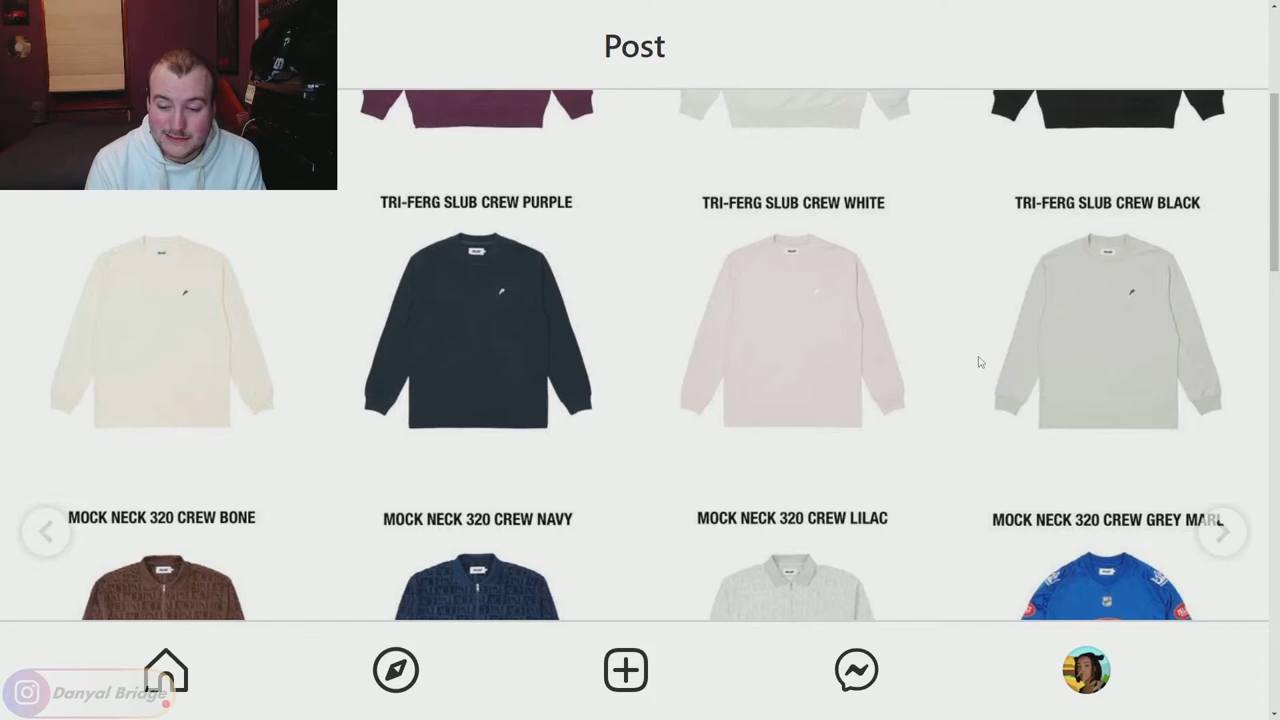 Post
TRI-FERG SLUB CREW PURPLE
TRI-FERG SLUB CREW WHITE
TRI-FERG SLUB CREW BLACK
MOCK NECK 320 CREW BONE
MOCK NECK 320 CREW NAVY
MOCK NECK 320 CREW LILAC
MOCK NECK 320 CREW GREY MARL
Danyal Bridge